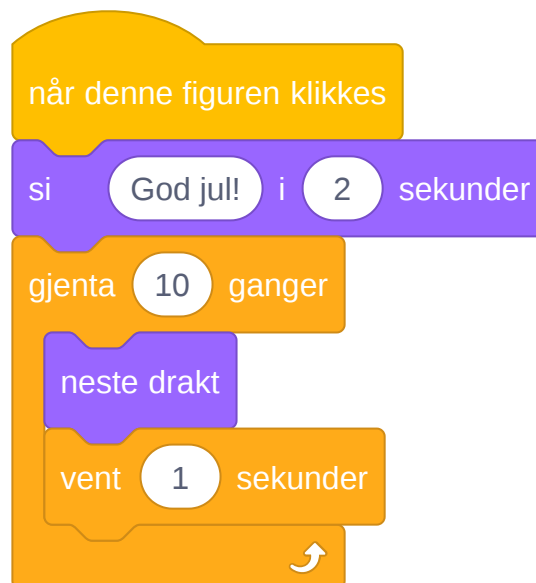 når denne figuren klikkes
si God jul! i 2 sekunder
gjenta 10 ganger
neste drakt
vent 1 sekunder